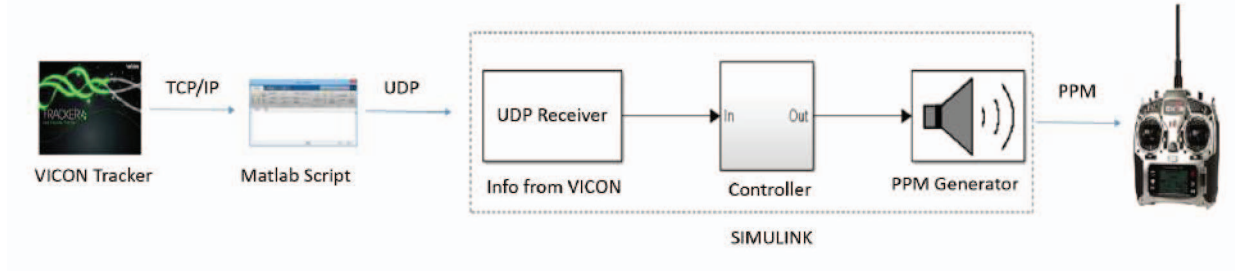 TCP/IP
UDP
PPM
TRACKER
UDP Receiver
In
Out
VICON Tracker
Matlab Script
Info from VICON
Controller
PPM Generator
SIMULINK